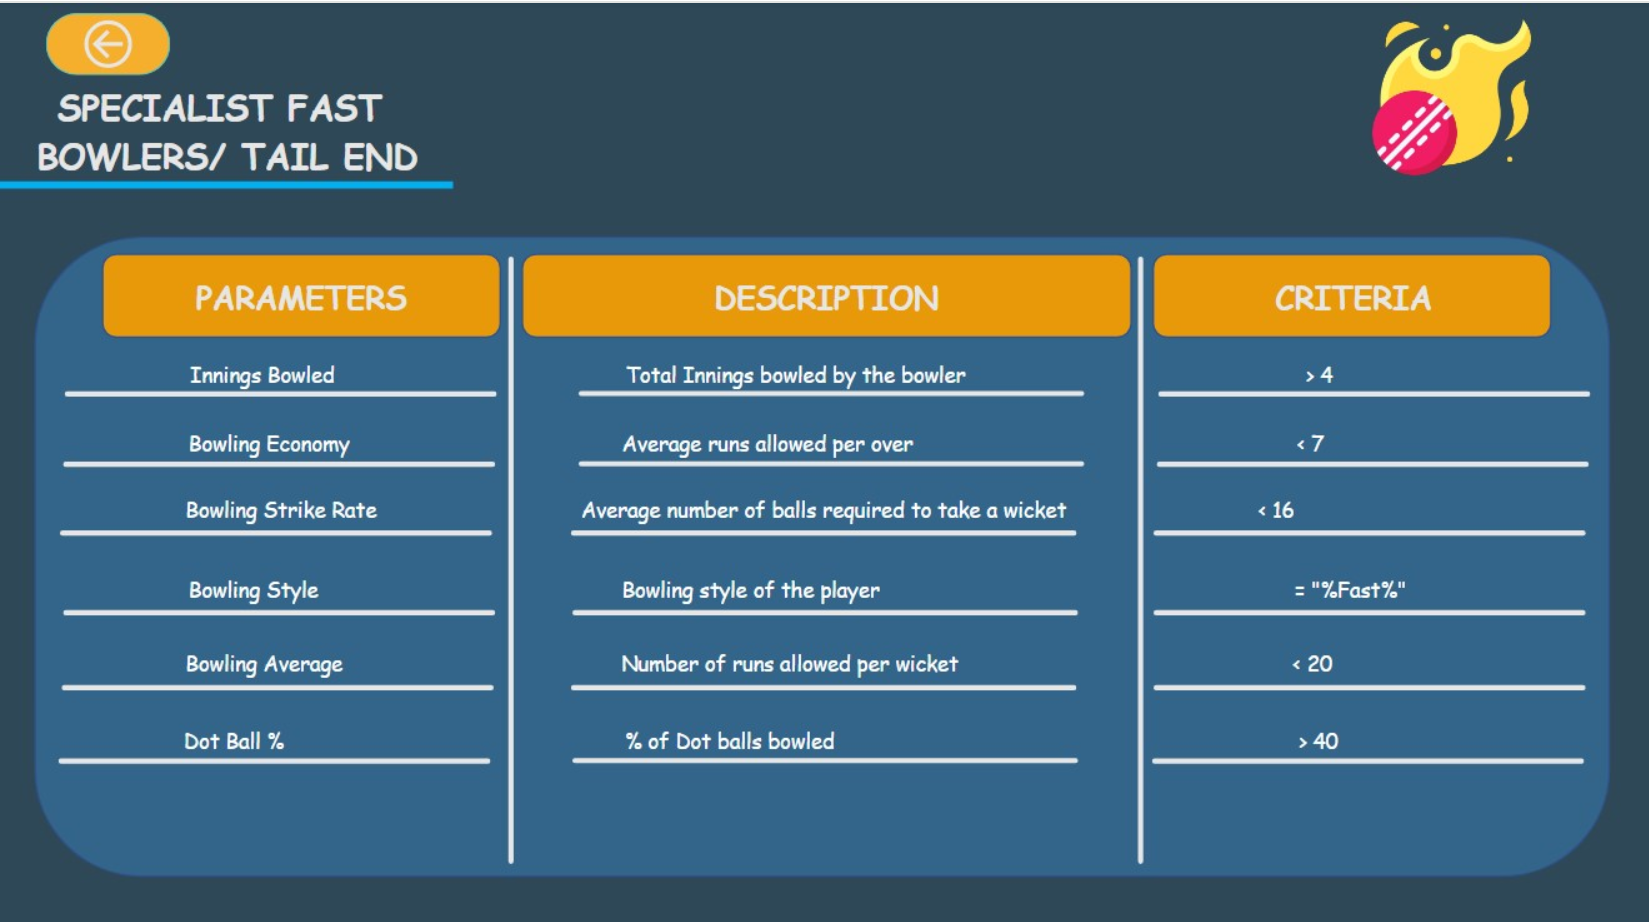 SPECIALIST FAST
BOWLERS/ TAIL END
PARAMETERS DESCRIPTION CRITERIA
Innings Bowled Total Innings bowled by the bowler > 4
Bowling Economy Average runs allowed per over < 7
Bowling Strike Rate Average number of balls required to take a wicket < 16
Bowling Style Bowling style of the player = "%Fast%"
Bowling Average Number of runs allowed per wicket < 20
Dot Ball % % of Dot balls bowled > 40